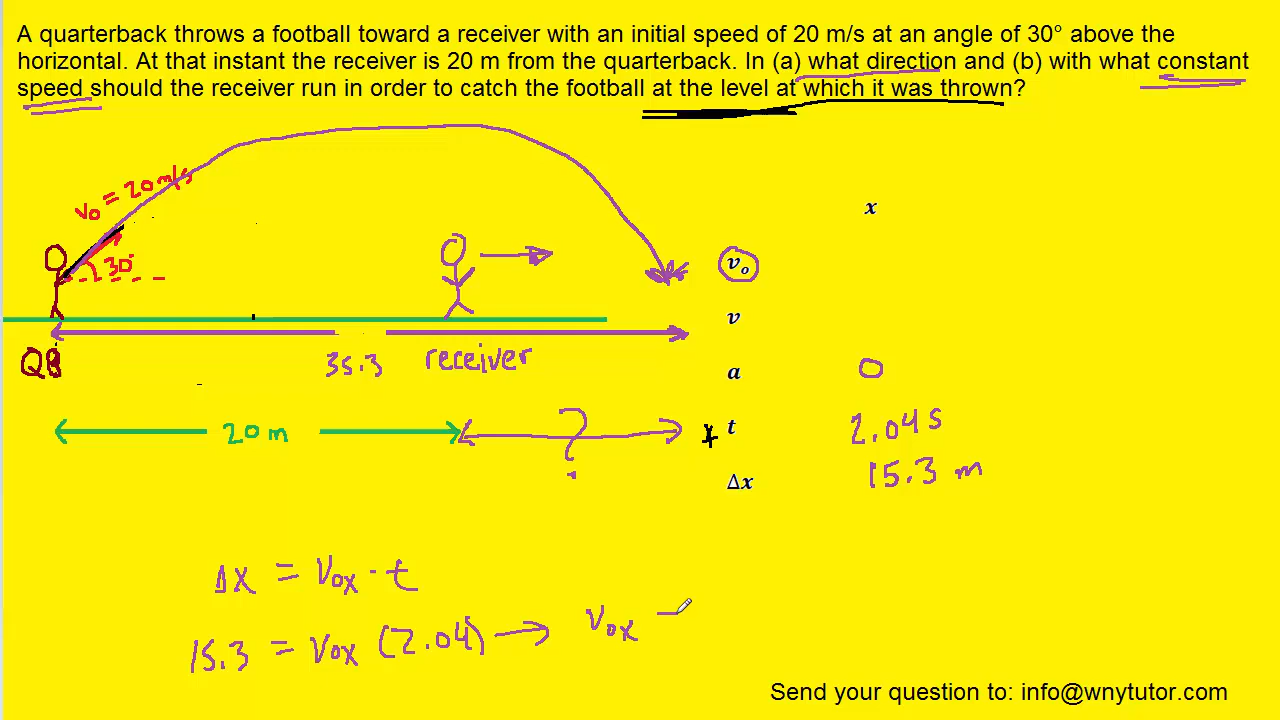 A quarterback throws a football toward a receiver with an initial speed of 20 m/s at an angle of 30° above the
horizontal. At that instant the receiver is 20 m from the quarterback. In (a) what direction and (b) with what constant
speed should the receiver run in order to catch the football at the level at which it was thrown?
v₀ = 20 m/s
x
30°
v₀
v
QB
35.3
receiver
a
0
20 m
?
t
2.04 s
Δx
15.3 m
Δx = v₀ₓ · t
15.3 = v₀ₓ (2.04) → v₀ₓ =
Send your question to: info@wnytutor.com